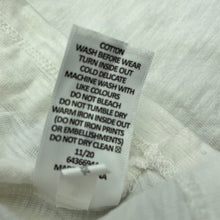 COTTON
WASH BEFORE WEAR
TURN INSIDE OUT
COLD DELICATE
MACHINE WASH WITH
LIKE COLOURS
DO NOT BLEACH
DO NOT TUMBLE DRY
WARM IRON INSIDE OUT
(DO NOT IRON PRINTS
OR EMBELLISHMENTS)
DO NOT DRY CLEAN
11/20